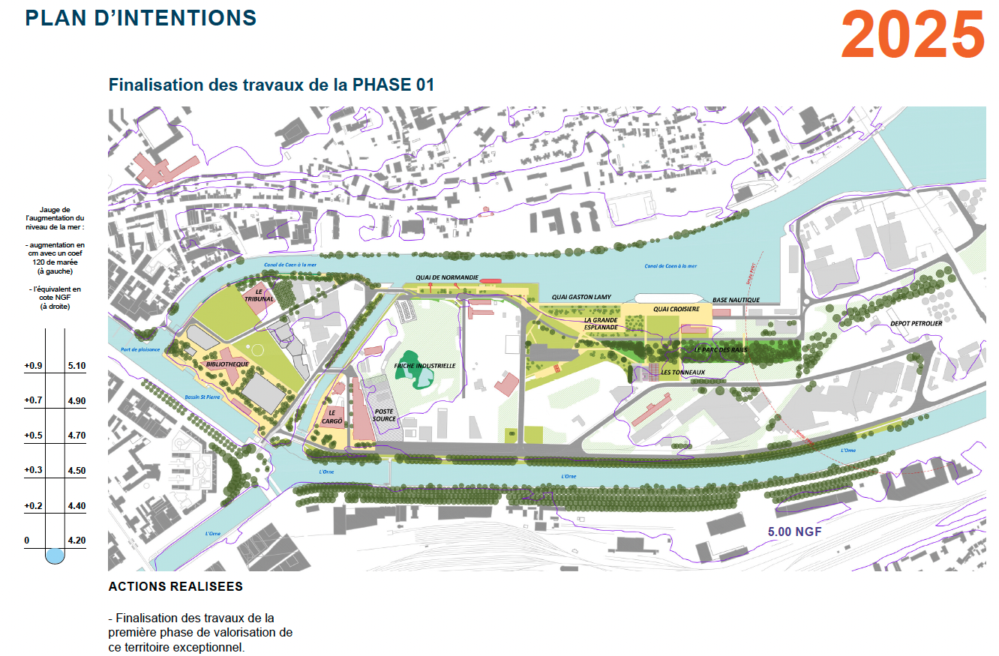 PLAN D'INTENTIONS
2025
Finalisation des travaux de la PHASE 01
Jauge de
l'augmentation du
niveau de la mer :
- augmentation en
cm avec un coef
120 de marée
(à gauche)
- l'équivalent en
cote NGF
(à droite)
+0.9 5.10
+0.7 4.90
+0.5 4.70
+0.3 4.50
+0.2 4.40
0 4.20
Canal de Caen à la mer
Canal de Caen à la mer
QUAI DE NORMANDIE
LE
TRIBUNAL
QUAI GASTON LAMY
BASE NAUTIQUE
QUAI CROISIERE
LA GRANDE
ESPLANADE
DEPOT PETROLIER
Port de plaisance
LE PARC DES RAILS
BIBLIOTHEQUE
FRICHE INDUSTRIELLE
LES TONNEAUX
Bassin St Pierre
LE
CARGÖ
POSTE
SOURCE
L'Orne
L'Orne
L'Orne
L'Orne
5.00 NGF
ACTIONS REALISEES
- Finalisation des travaux de la
première phase de valorisation de
ce territoire exceptionnel.